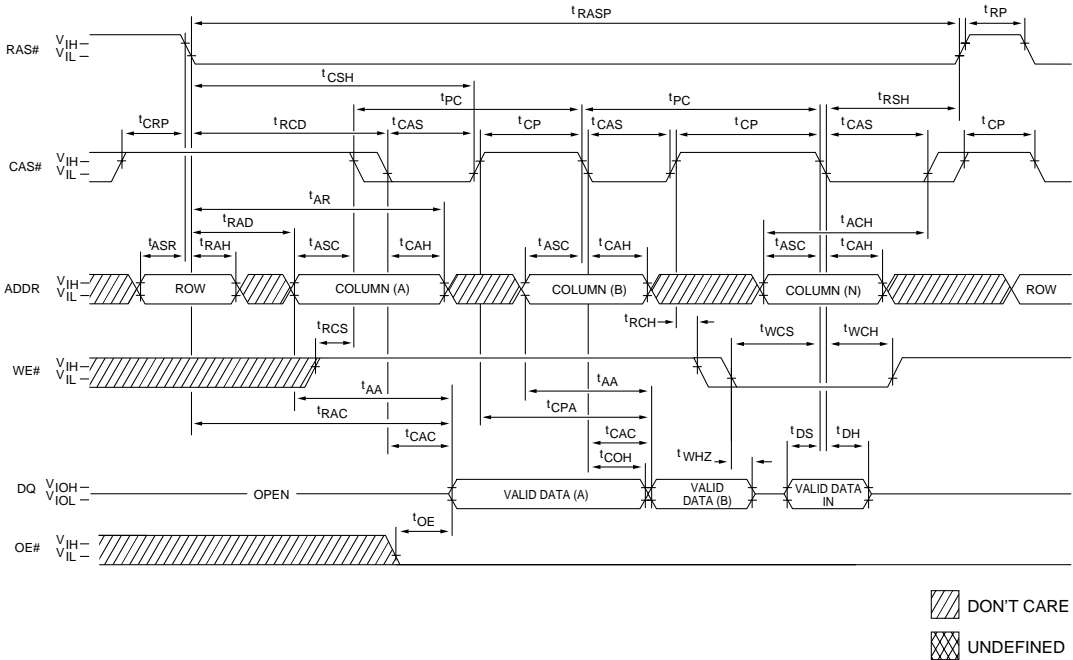 tRASP
tRP
RAS# VIH VIL
tCSH
tPC tPC tRSH
tCRP tRCD tCAS tCP tCAS tCP tCAS tCP
CAS# VIH VIL
tAR
tRAD tACH
tASR tRAH tASC tCAH tASC tCAH tASC tCAH
ADDR VIH VIL ROW COLUMN (A) COLUMN (B) COLUMN (N) ROW
tRCS tRCH tWCS tWCH
WE# VIH VIL
tAA tAA
tRAC tCPA
tCAC tCAC
tCOH tWHZ tDS tDH
DQ VIOH VIOL OPEN VALID DATA (A) VALID DATA (B) VALID DATA IN
tOE
OE# VIH VIL
DON'T CARE
UNDEFINED